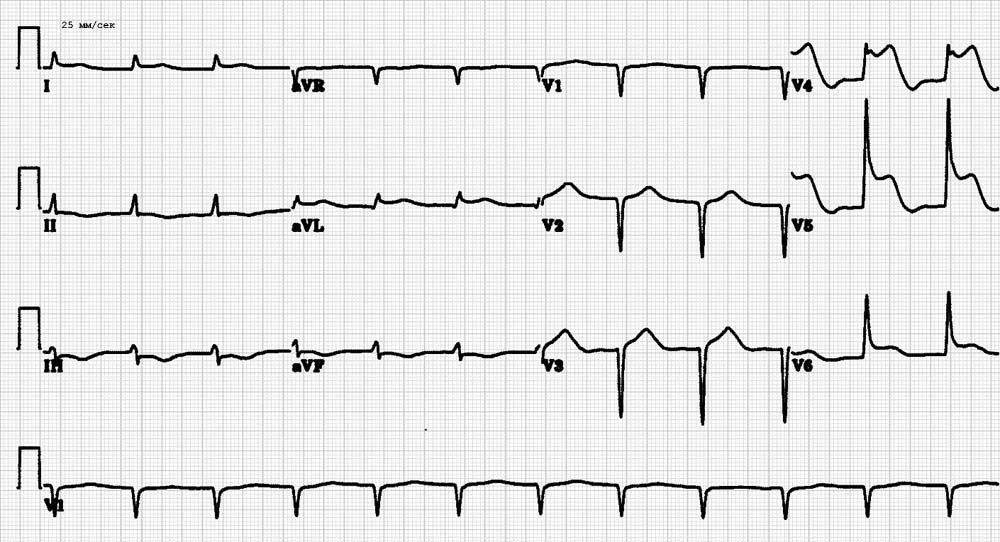 25 мм/сек
I aVR V1 V4
II aVL V2 V5
III aVF V3 V6
V1